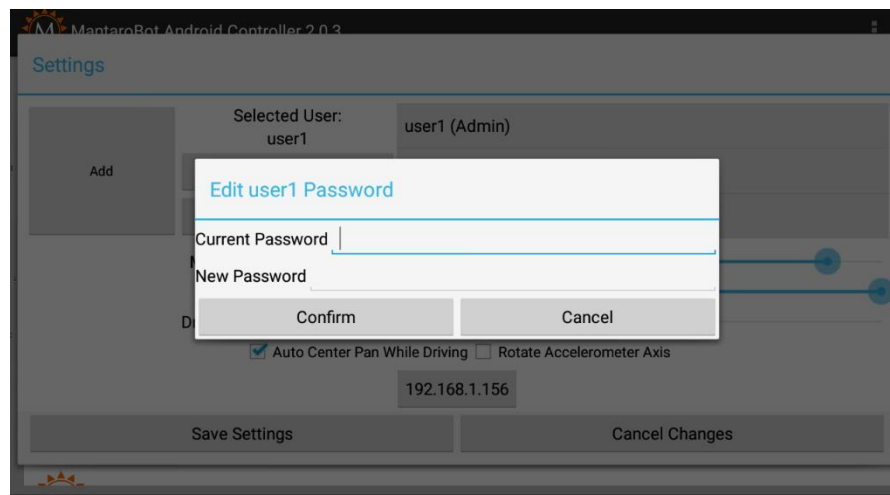 MantaroBot Android Controller 2.0.3
Settings
Selected User:
user1
user1 (Admin)
Add
Edit user1 Password
Current Password
New Password
Confirm Cancel
Auto Center Pan While Driving Rotate Accelerometer Axis
192.168.1.156
Save Settings Cancel Changes